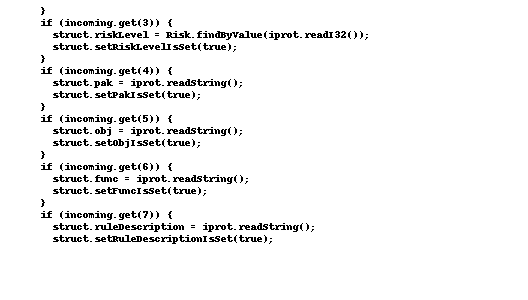 }
if (incoming.get(3)) {
struct.riskLevel = Risk.findByValue(iprot.readI32());
struct.setRiskLevelIsSet(true);
}
if (incoming.get(4)) {
struct.pak = iprot.readString();
struct.setPakIsSet(true);
}
if (incoming.get(5)) {
struct.obj = iprot.readString();
struct.setObjIsSet(true);
}
if (incoming.get(6)) {
struct.func = iprot.readString();
struct.setFuncIsSet(true);
}
if (incoming.get(7)) {
struct.ruleDescription = iprot.readString();
struct.setRuleDescriptionIsSet(true);